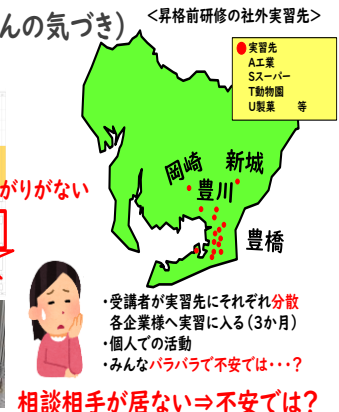 んの気づき)
<昇格前研修の社外実習先>
●実習先
A工業
Sスーパー
T動物園
U製菓 等
岡崎 新城
豊川
豊橋
がりがない
・受講者が実習先にそれぞれ分散
各企業様へ実習に入る(3か月)
・個人での活動
・みんなバラバラで不安では・・・?
相談相手が居ない⇒不安では?